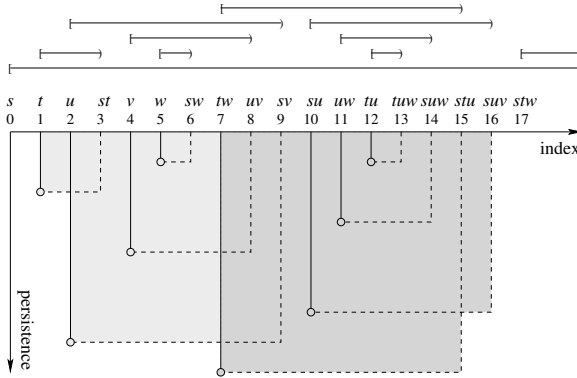 s t u st v w sw tw uv sv su uw tu tuw suw stu suv stw
0 1 2 3 4 5 6 7 8 9 10 11 12 13 14 15 16 17
index
persistence